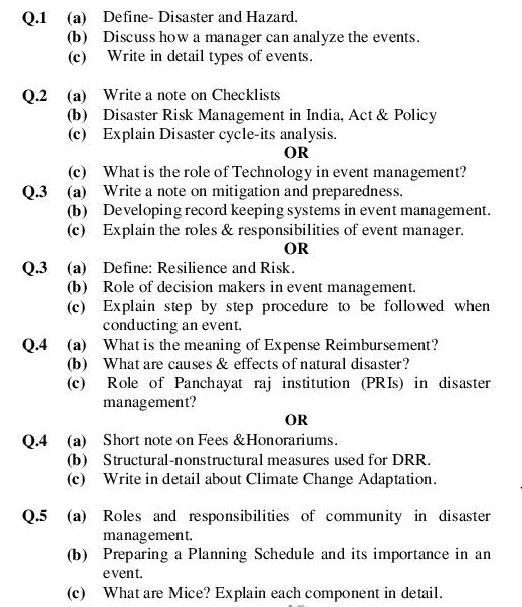 Q.1 (a) Define- Disaster and Hazard.
(b) Discuss how a manager can analyze the events.
(c) Write in detail types of events.
Q.2 (a) Write a note on Checklists
(b) Disaster Risk Management in India, Act & Policy
(c) Explain Disaster cycle-its analysis.
OR
(c) What is the role of Technology in event management?
Q.3 (a) Write a note on mitigation and preparedness.
(b) Developing record keeping systems in event management.
(c) Explain the roles & responsibilities of event manager.
OR
Q.3 (a) Define: Resilience and Risk.
(b) Role of decision makers in event management.
(c) Explain step by step procedure to be followed when
conducting an event.
Q.4 (a) What is the meaning of Expense Reimbursement?
(b) What are causes & effects of natural disaster?
(c) Role of Panchayat raj institution (PRIs) in disaster
management?
OR
Q.4 (a) Short note on Fees &Honorariums.
(b) Structural-nonstructural measures used for DRR.
(c) Write in detail about Climate Change Adaptation.
Q.5 (a) Roles and responsibilities of community in disaster
management.
(b) Preparing a Planning Schedule and its importance in an
event.
(c) What are Mice? Explain each component in detail.